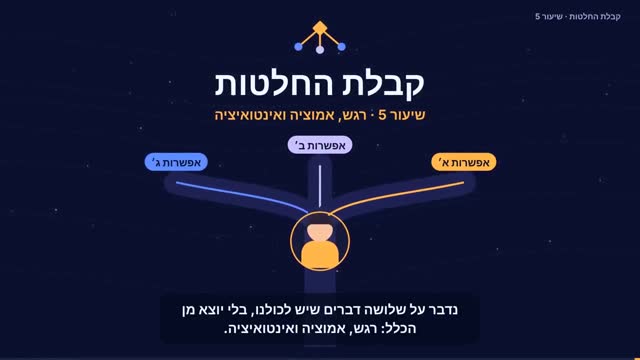 קבלת החלטות · שיעור 5
קבלת החלטות
שיעור 5 · רגש, אמוציה ואינטואיציה
אפשרות א׳
אפשרות ב׳
אפשרות ג׳
נדבר על שלושה דברים שיש לכולנו, בלי יוצא מן
הכלל: רגש, אמוציה ואינטואיציה.